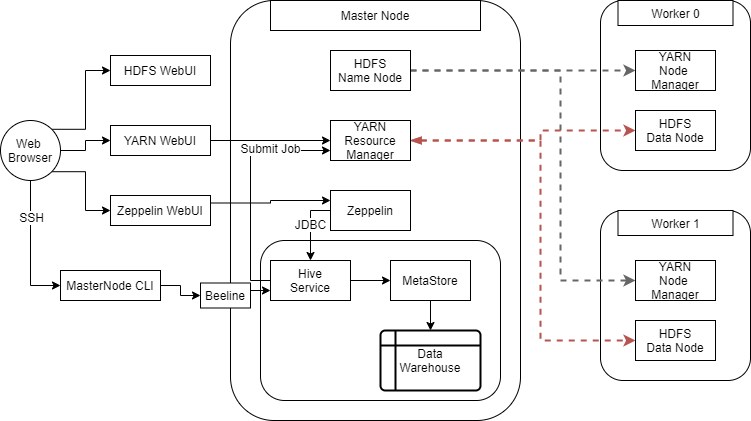 Master Node
Worker 0
HDFS WebUI
HDFS
Name Node
YARN
Node
Manager
Web
Browser
YARN WebUI
Submit Job
YARN
Resource
Manager
HDFS
Data Node
Zeppelin WebUI
Zeppelin
SSH
JDBC
Worker 1
MasterNode CLI
Beeline
Hive
Service
MetaStore
YARN
Node
Manager
Data
Warehouse
HDFS
Data Node